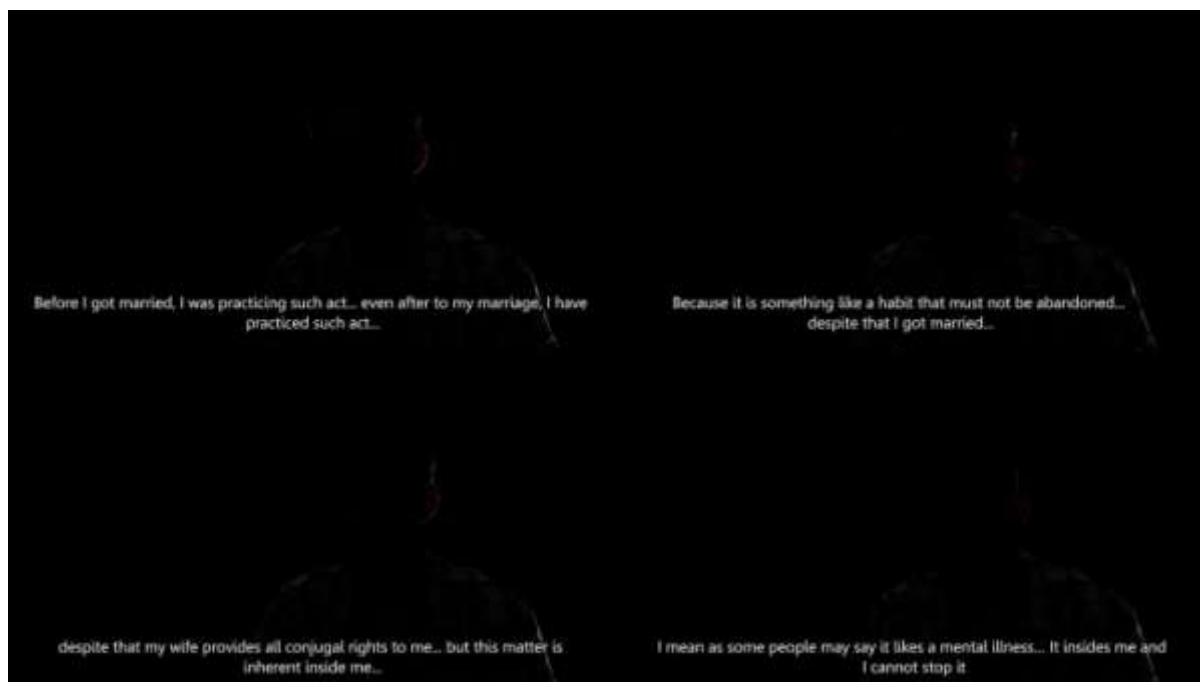 Before I got married, I was practicing such act... even after to my marriage, I have
practiced such act...
Because it is something like a habit that must not be abandoned...
despite that I got married...
despite that my wife provides all conjugal rights to me... but this matter is
inherent inside me...
I mean as some people may say it likes a mental illness... It insides me and
I cannot stop it